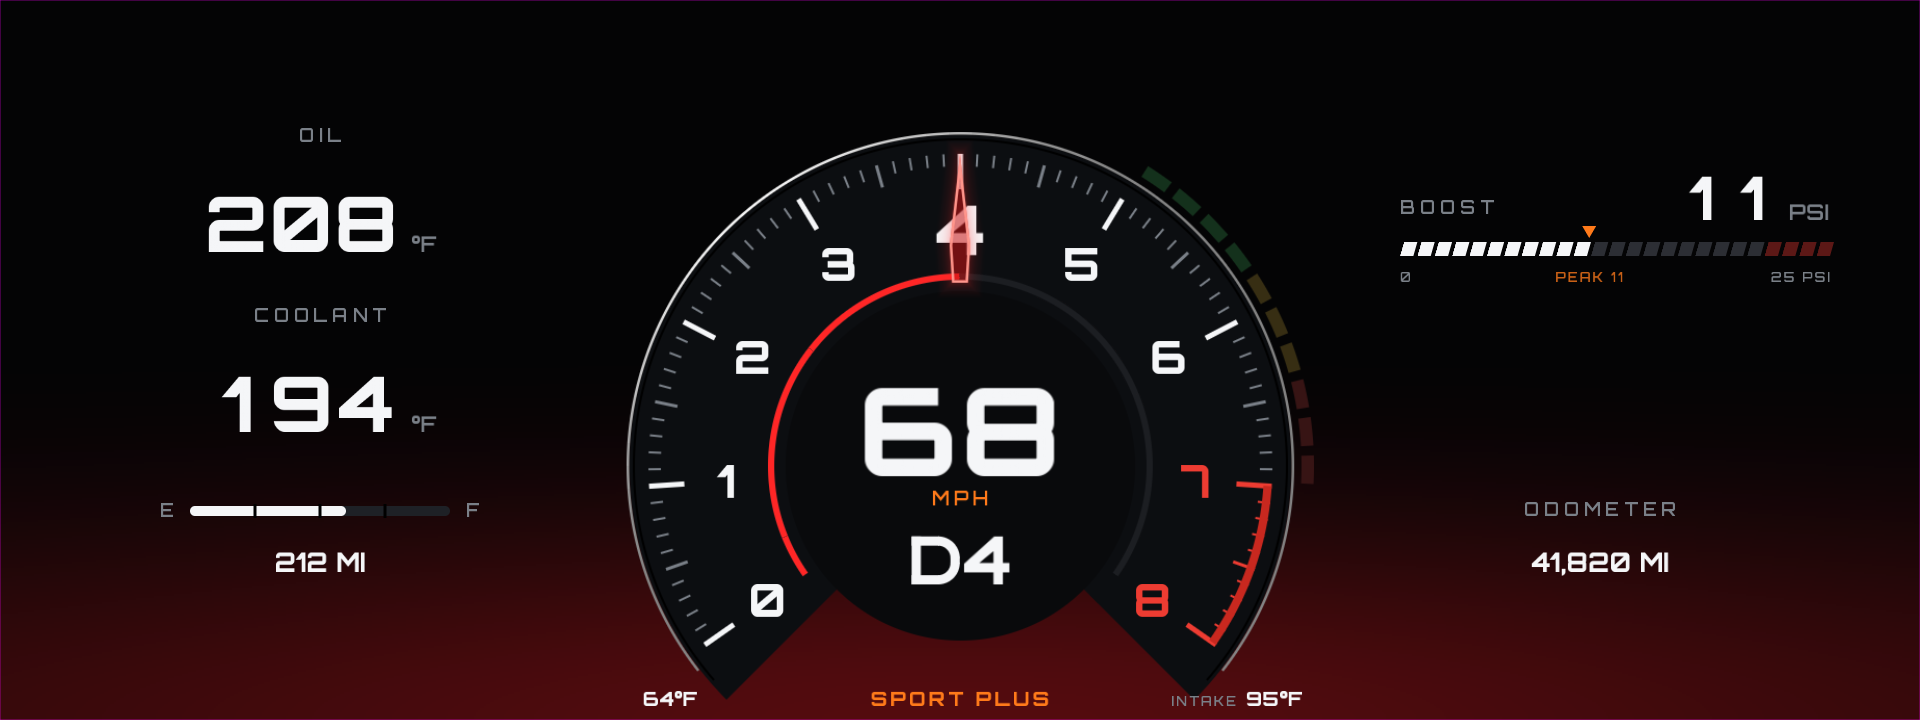 OIL
208 °F
COOLANT
194 °F
E F
212 MI
0
1
2
3
4
5
6
7
8
68
MPH
D4
64°F
SPORT PLUS
INTAKE 95°F
BOOST 11 PSI
0 PEAK 11 25 PSI
ODOMETER
41,820 MI